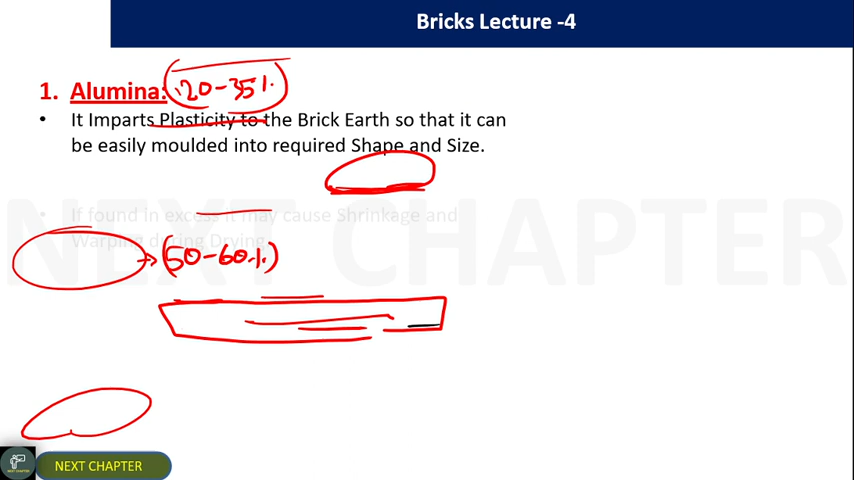 Bricks Lecture -4
1. Alumina: (20-35%)
• It Imparts Plasticity to the Brick Earth so that it can
be easily moulded into required Shape and Size.
• If found in excess it may cause Shrinkage and
Warping during Drying.
(50-60%)
NEXT CHAPTER
NEXT CHAPTER